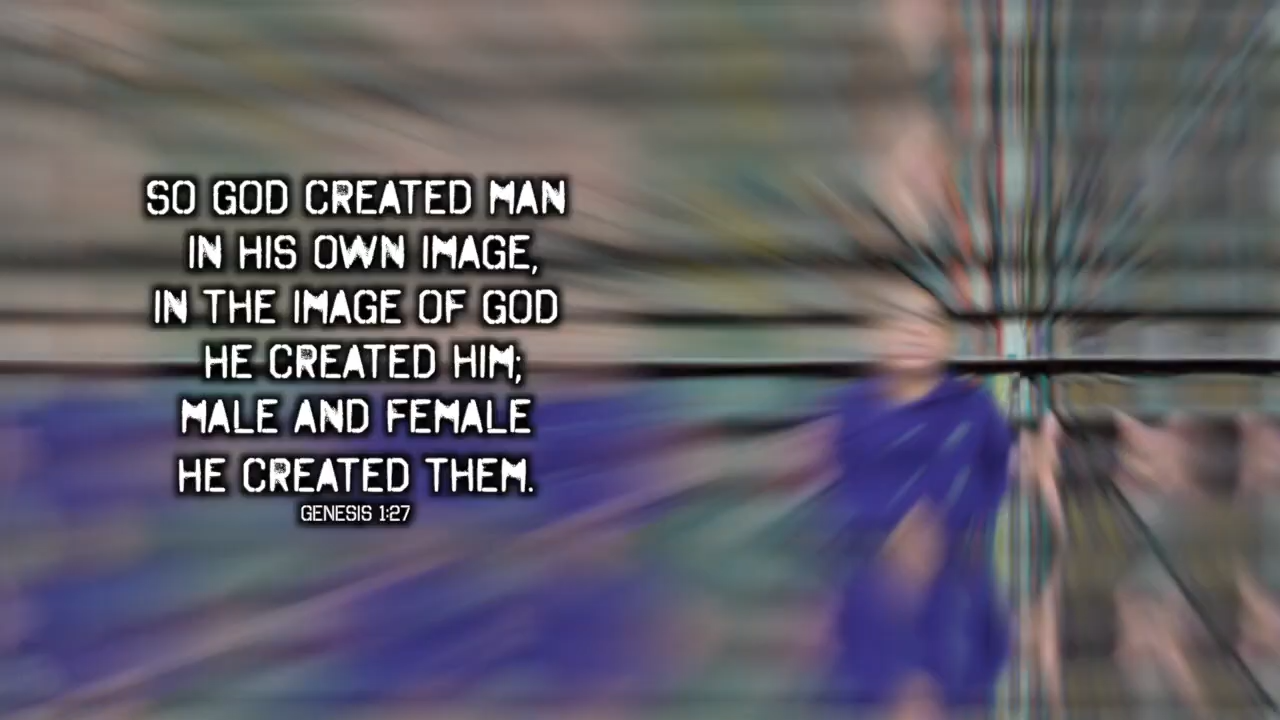 SO GOD CREATED MAN
IN HIS OWN IMAGE,
IN THE IMAGE OF GOD
HE CREATED HIM;
MALE AND FEMALE
HE CREATED THEM.
GENESIS 1:27